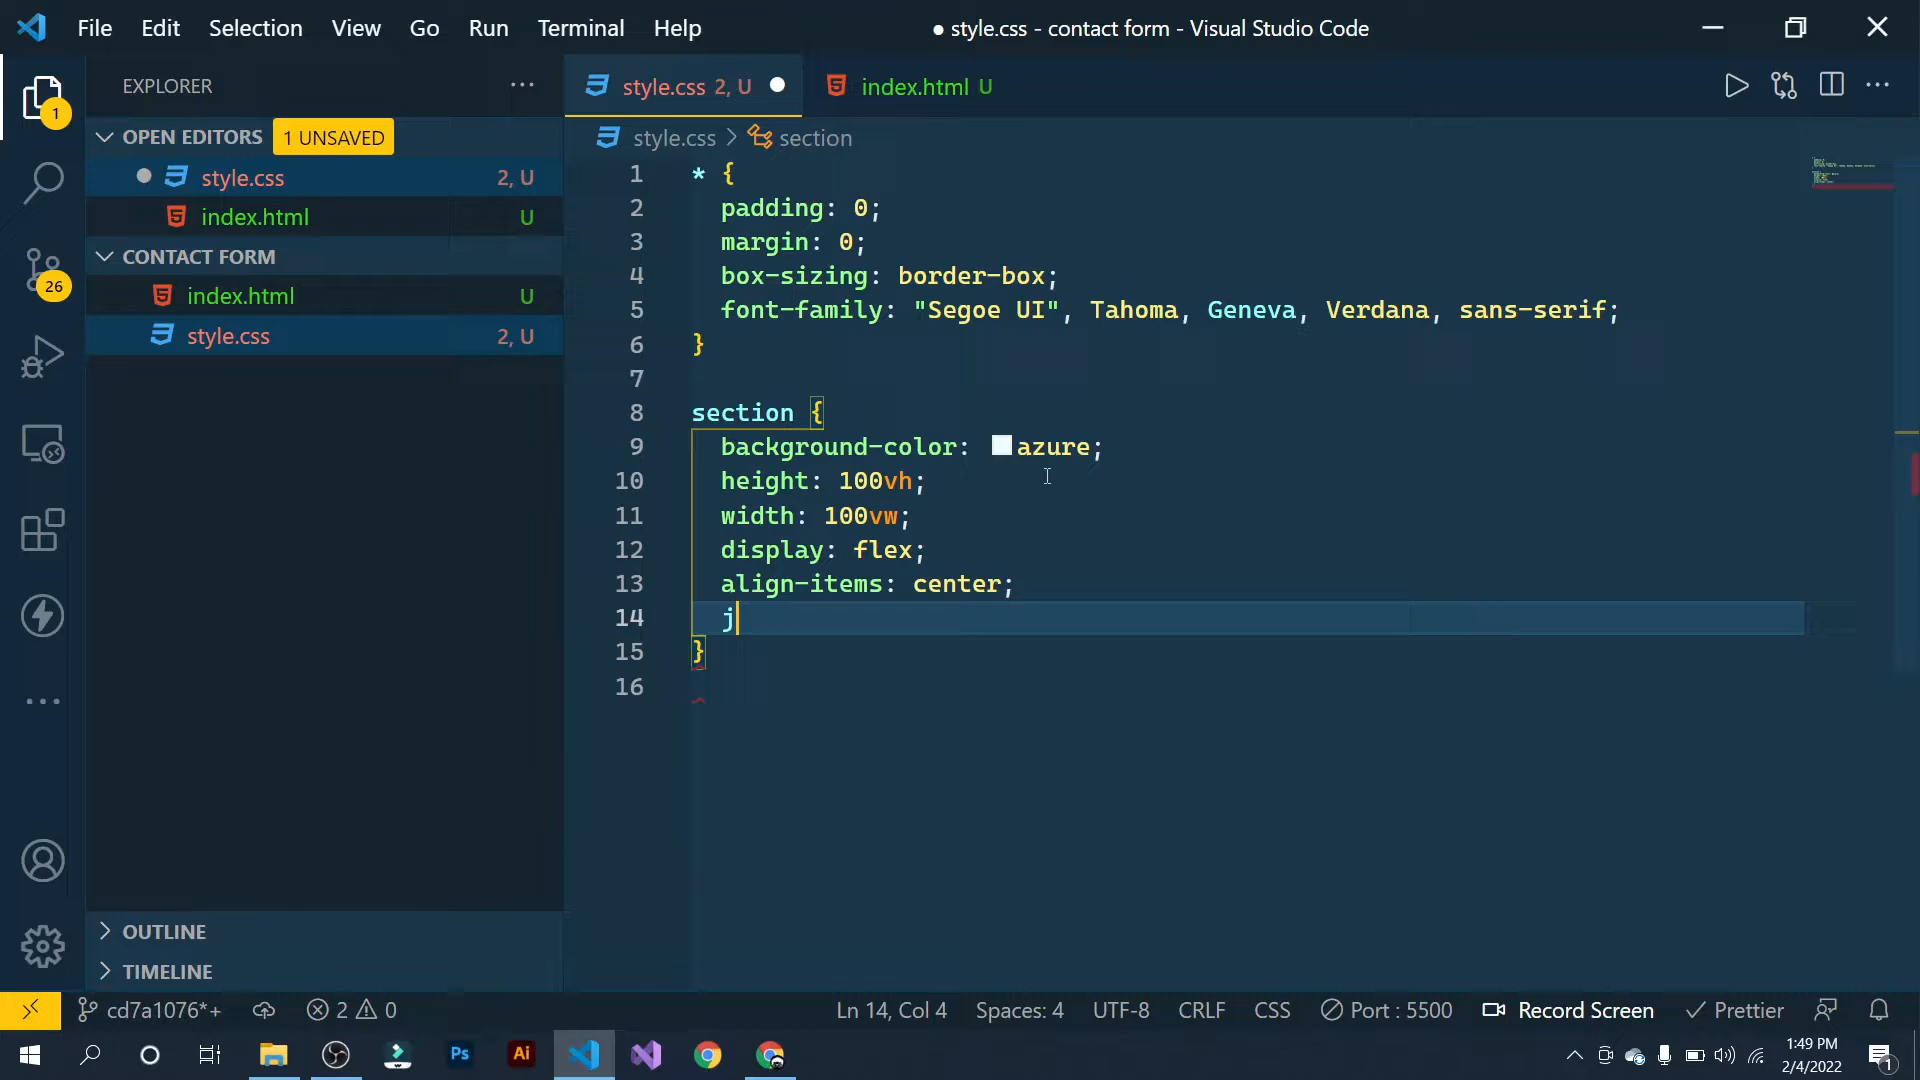 File Edit Selection View Go Run Terminal Help
● style.css - contact form - Visual Studio Code
EXPLORER
OPEN EDITORS 1 UNSAVED
style.css 2, U
index.html U
CONTACT FORM
index.html U
style.css 2, U
OUTLINE
TIMELINE
1
26
style.css 2, U
index.html U
style.css > section
1 * {
2 padding: 0;
3 margin: 0;
4 box-sizing: border-box;
5 font-family: "Segoe UI", Tahoma, Geneva, Verdana, sans-serif;
6 }
7
8 section {
9 background-color: azure;
10 height: 100vh;
11 width: 100vw;
12 display: flex;
13 align-items: center;
14 j
15 }
16
cd7a1076*+ 2 0
Ln 14, Col 4 Spaces: 4 UTF-8 CRLF CSS Port : 5500 Record Screen Prettier
Ps Ai
1:49 PM
2/4/2022
1